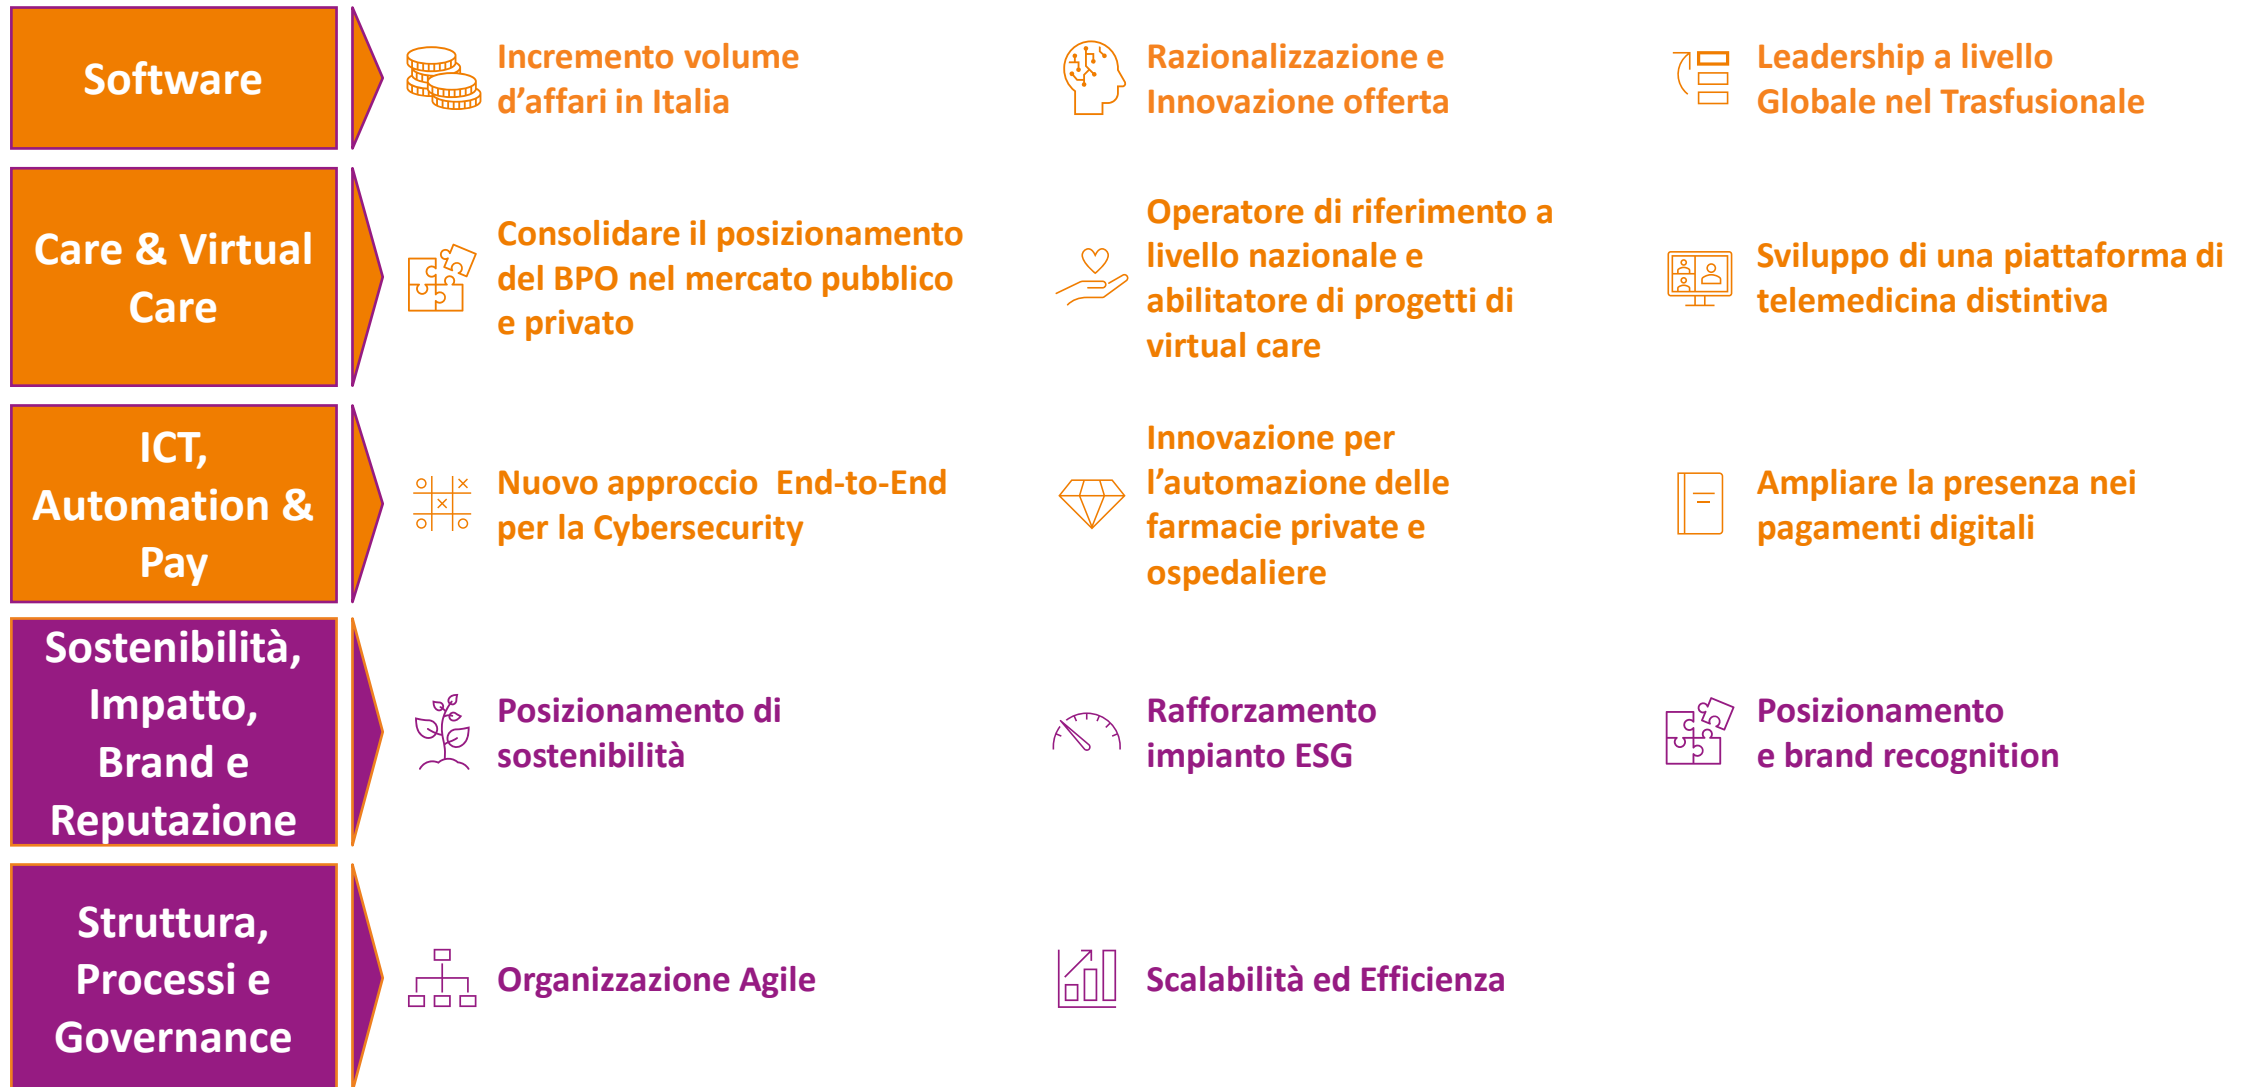 Software
Incremento volume
d’affari in Italia
Razionalizzazione e
Innovazione offerta
Leadership a livello
Globale nel Trasfusionale
Care & Virtual
Care
Consolidare il posizionamento
del BPO nel mercato pubblico
e privato
Operatore di riferimento a
livello nazionale e
abilitatore di progetti di
virtual care
Sviluppo di una piattaforma di
telemedicina distintiva
ICT,
Automation &
Pay
Nuovo approccio End-to-End
per la Cybersecurity
Innovazione per
l’automazione delle
farmacie private e
ospedaliere
Ampliare la presenza nei
pagamenti digitali
Sostenibilità,
Impatto,
Brand e
Reputazione
Posizionamento di
sostenibilità
Rafforzamento
impianto ESG
Posizionamento
e brand recognition
Struttura,
Processi e
Governance
Organizzazione Agile
Scalabilità ed Efficienza